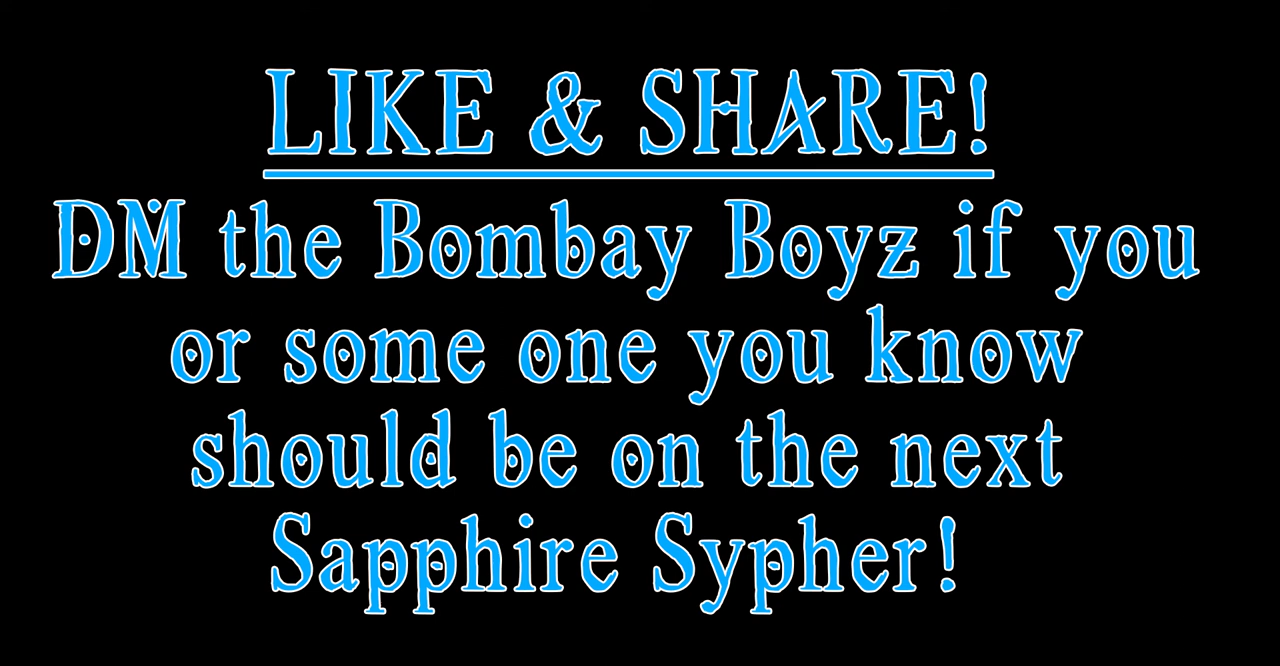 LIKE & SHARE!
DM the Bombay Boyz if you
or some one you know
should be on the next
Sapphire Sypher!